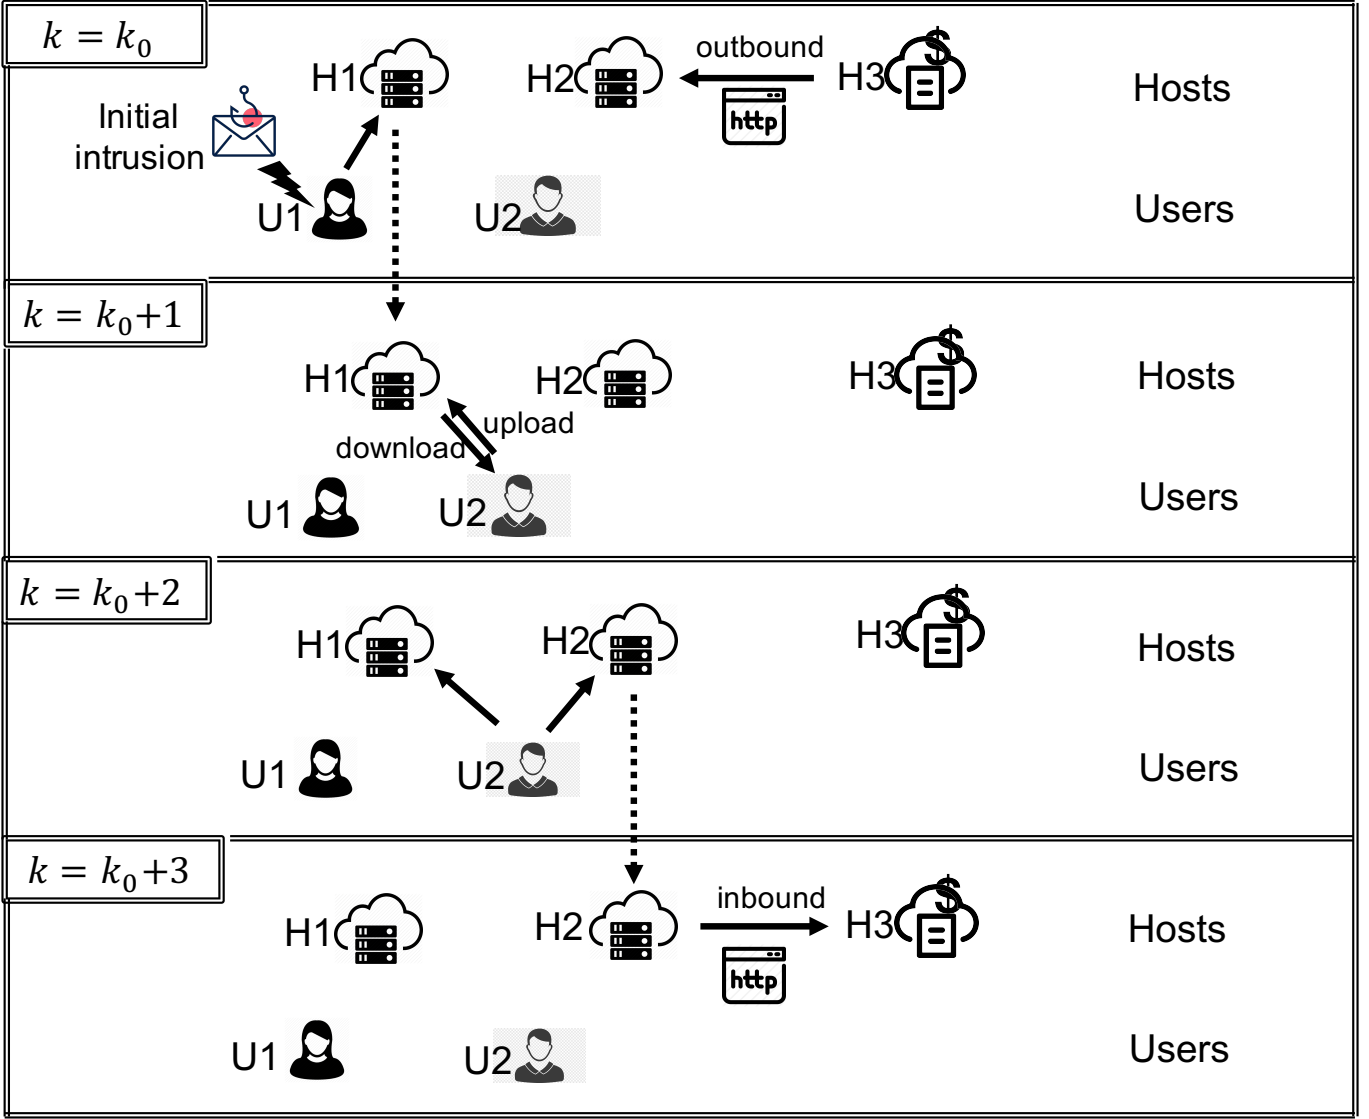 k = k₀
H1
H2
outbound
H3
$
Hosts
http
Initial
intrusion
U1
U2
Users
k = k₀+1
H1
H2
H3
$
Hosts
upload
download
U1
U2
Users
k = k₀+2
H1
H2
H3
$
Hosts
U1
U2
Users
k = k₀+3
H1
H2
inbound
H3
$
Hosts
http
U1
U2
Users